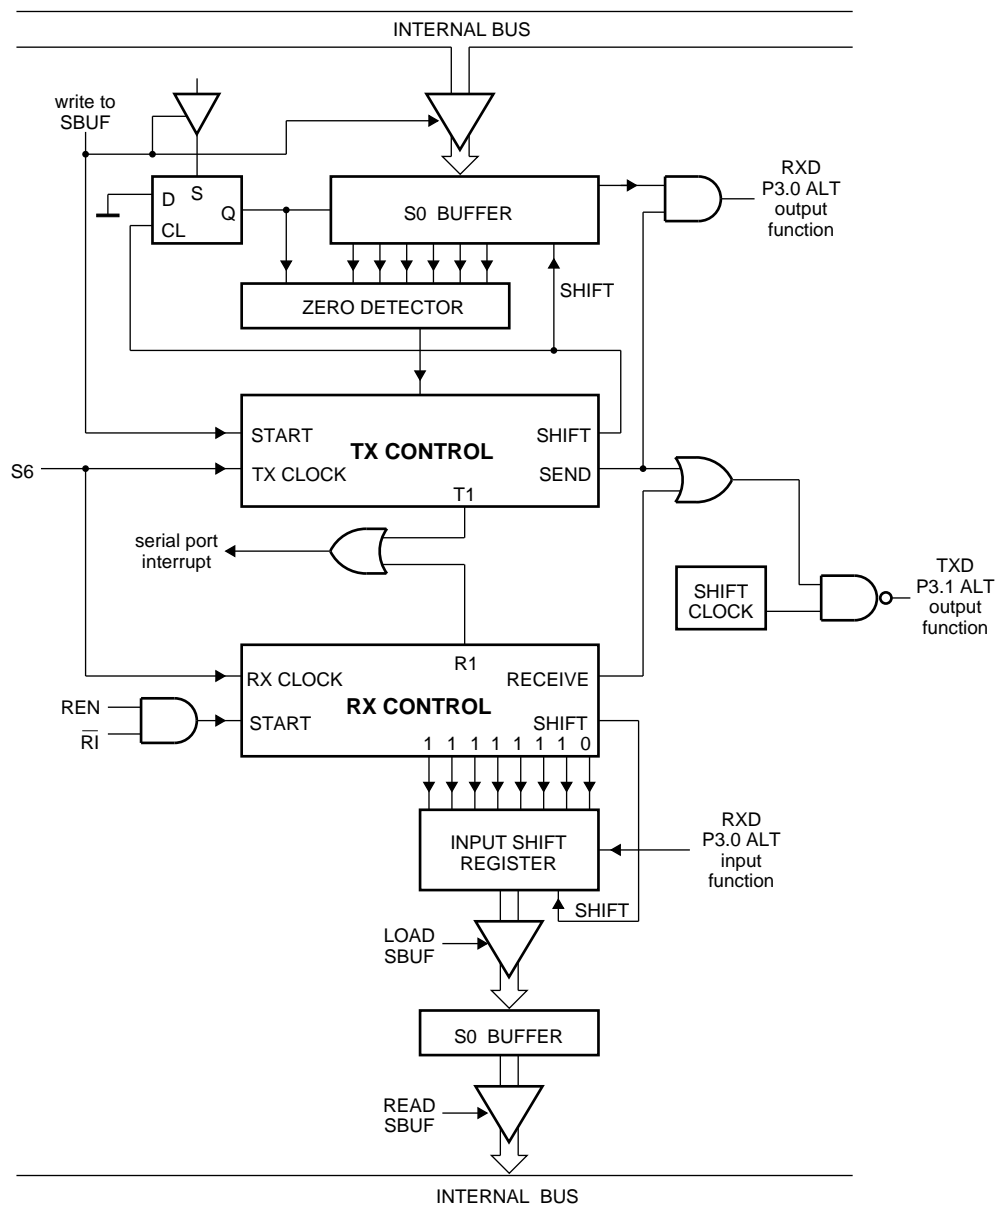 INTERNAL BUS
write to
SBUF
D
S
Q
CL
S0 BUFFER
RXD
P3.0 ALT
output
function
ZERO DETECTOR
SHIFT
START
TX CONTROL
SHIFT
S6
TX CLOCK
SEND
T1
serial port
interrupt
SHIFT
CLOCK
TXD
P3.1 ALT
output
function
R1
RX CLOCK
RECEIVE
RX CONTROL
REN
START
SHIFT
R̅I̅
1 1 1 1 1 1 1 0
INPUT SHIFT
REGISTER
RXD
P3.0 ALT
input
function
SHIFT
LOAD
SBUF
S0 BUFFER
READ
SBUF
INTERNAL BUS